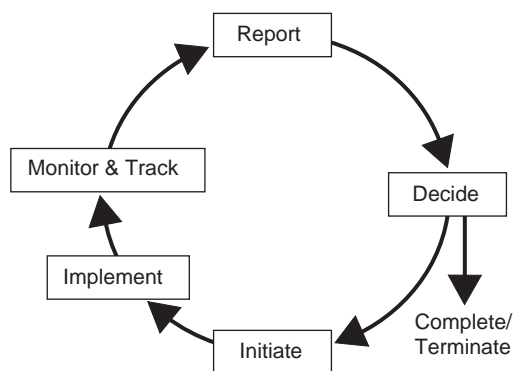 Report
Monitor & Track
Decide
Implement
Complete/
Terminate
Initiate